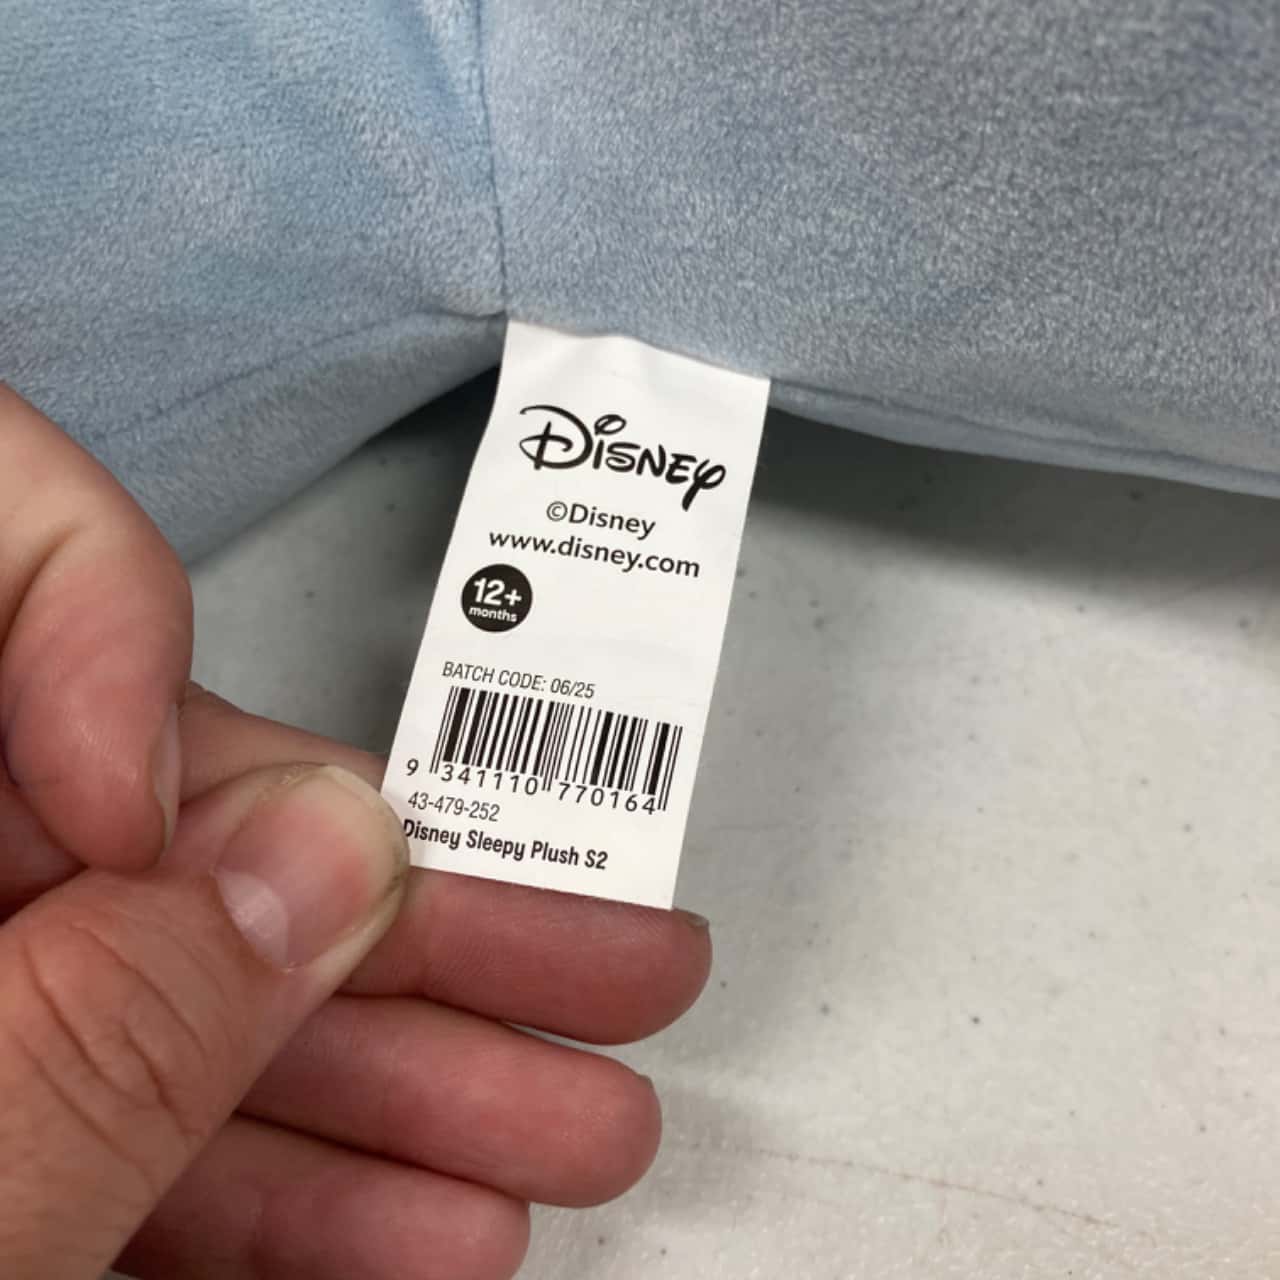 Disney
©Disney
www.disney.com
12+
months
BATCH CODE: 06/25
9 341110 770164
43-479-252
Disney Sleepy Plush S2